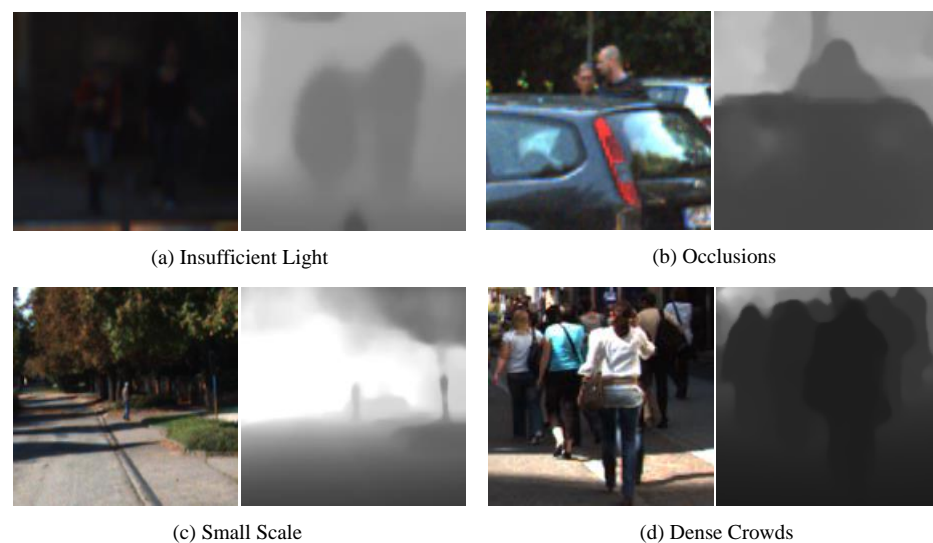 (a) Insufficient Light
(b) Occlusions
(c) Small Scale
(d) Dense Crowds